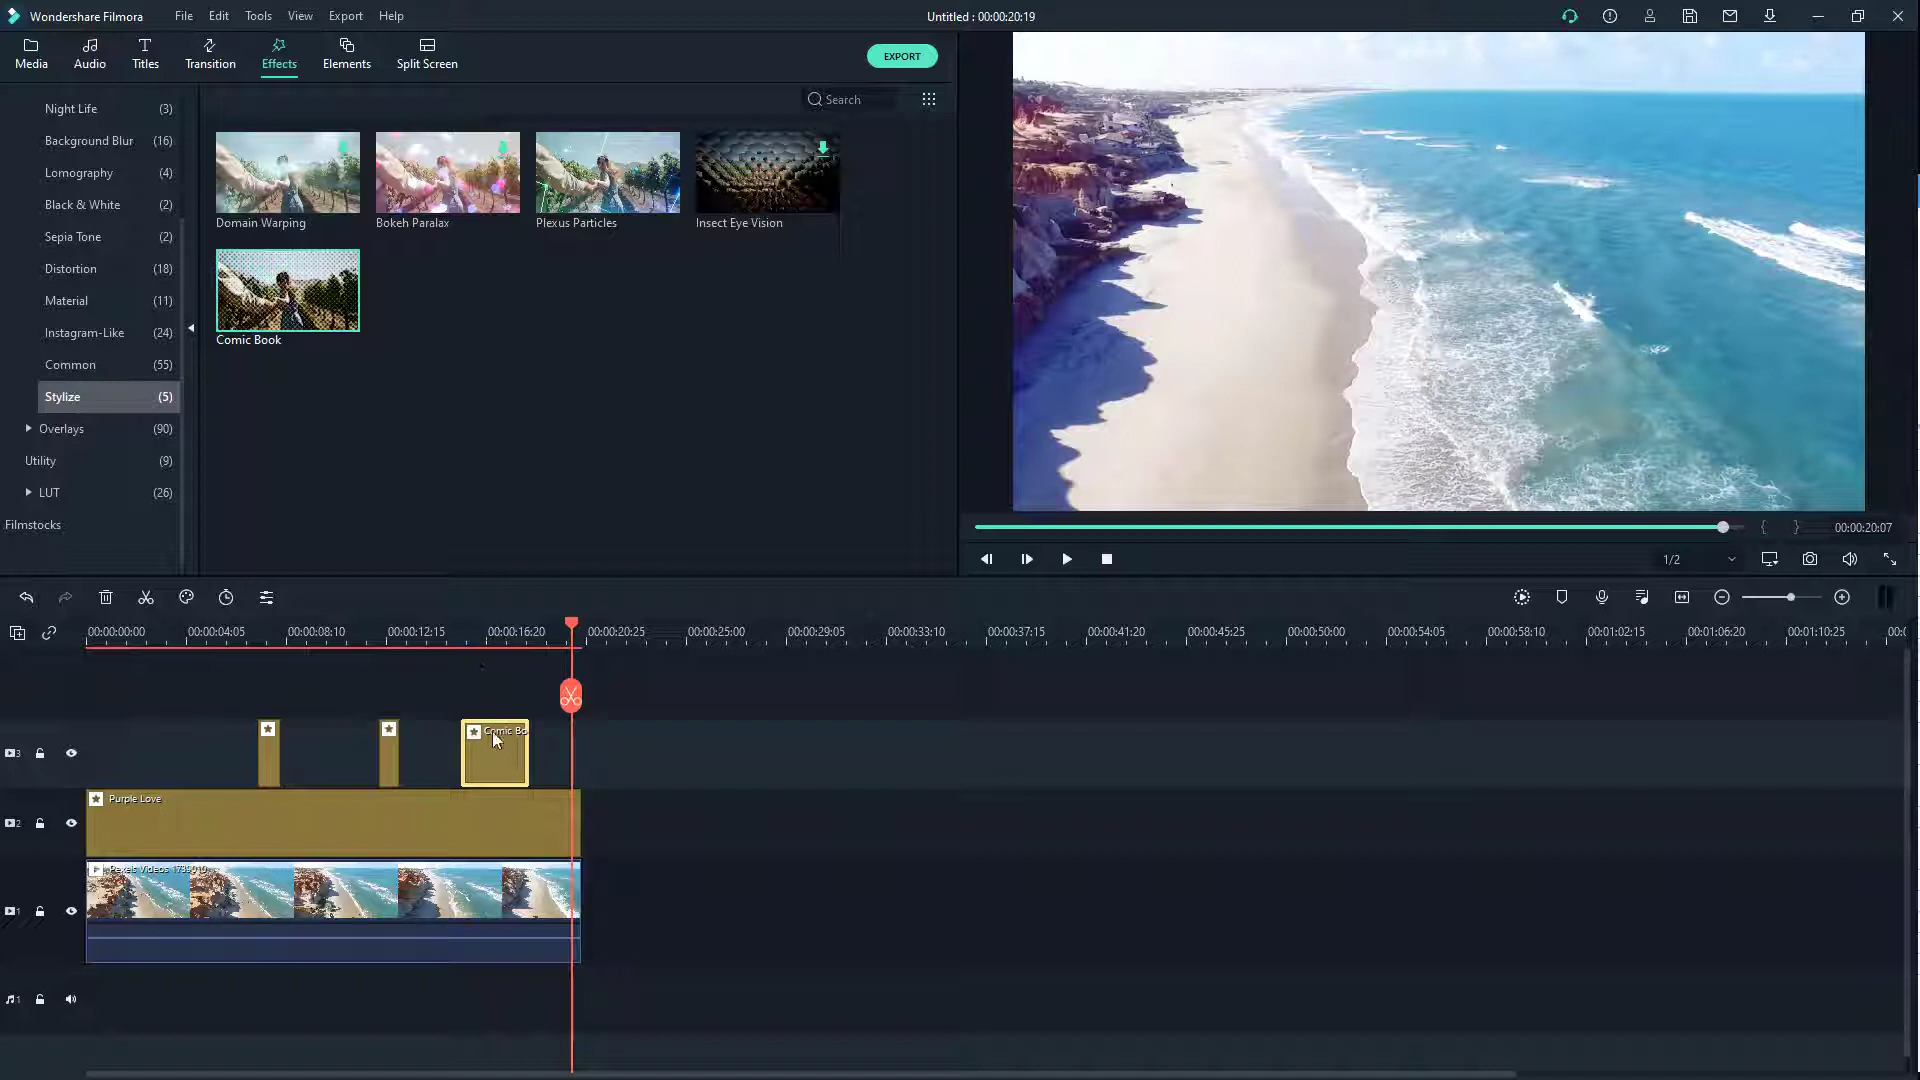 Wondershare Filmora File Edit Tools View Export Help Untitled : 00:00:20:19
Media Audio Titles Transition Effects Elements Split Screen EXPORT
Search
Night Life (3)
Background Blur (16)
Lomography (4)
Black & White (2)
Sepia Tone (2)
Distortion (18)
Material (11)
Instagram-Like (24)
Common (55)
Stylize (5)
Overlays (90)
Utility (9)
LUT (26)
Filmstocks
Domain Warping Bokeh Paralax Plexus Particles Insect Eye Vision
Comic Book
{ } 00:00:20:07
1/2
00:00:00:00 00:00:04:05 00:00:08:10 00:00:12:15 00:00:16:20 00:00:20:25 00:00:25:00 00:00:29:05 00:00:33:10 00:00:37:15 00:00:41:20 00:00:45:25 00:00:50:00 00:00:54:05 00:00:58:10 00:01:02:15 00:01:06:20 00:01:10:25 00:0
3
Comic Bo
2
Purple Love
1
Pexels Videos 1739010
1